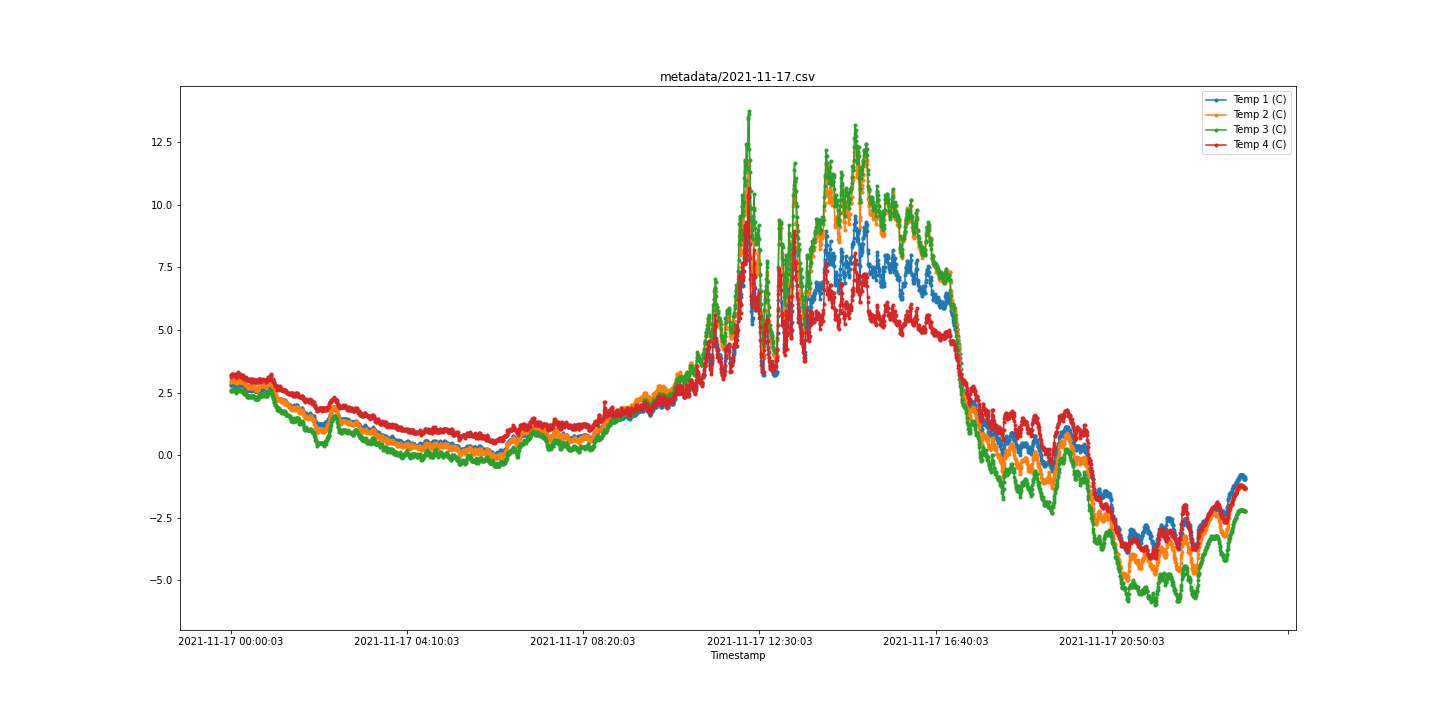 metadata/2021-11-17.csv
Temp 1 (C)
Temp 2 (C)
Temp 3 (C)
Temp 4 (C)
12.5
10.0
7.5
5.0
2.5
0.0
−2.5
−5.0
2021-11-17 00:00:03 2021-11-17 04:10:03 2021-11-17 08:20:03 2021-11-17 12:30:03 2021-11-17 16:40:03 2021-11-17 20:50:03
Timestamp